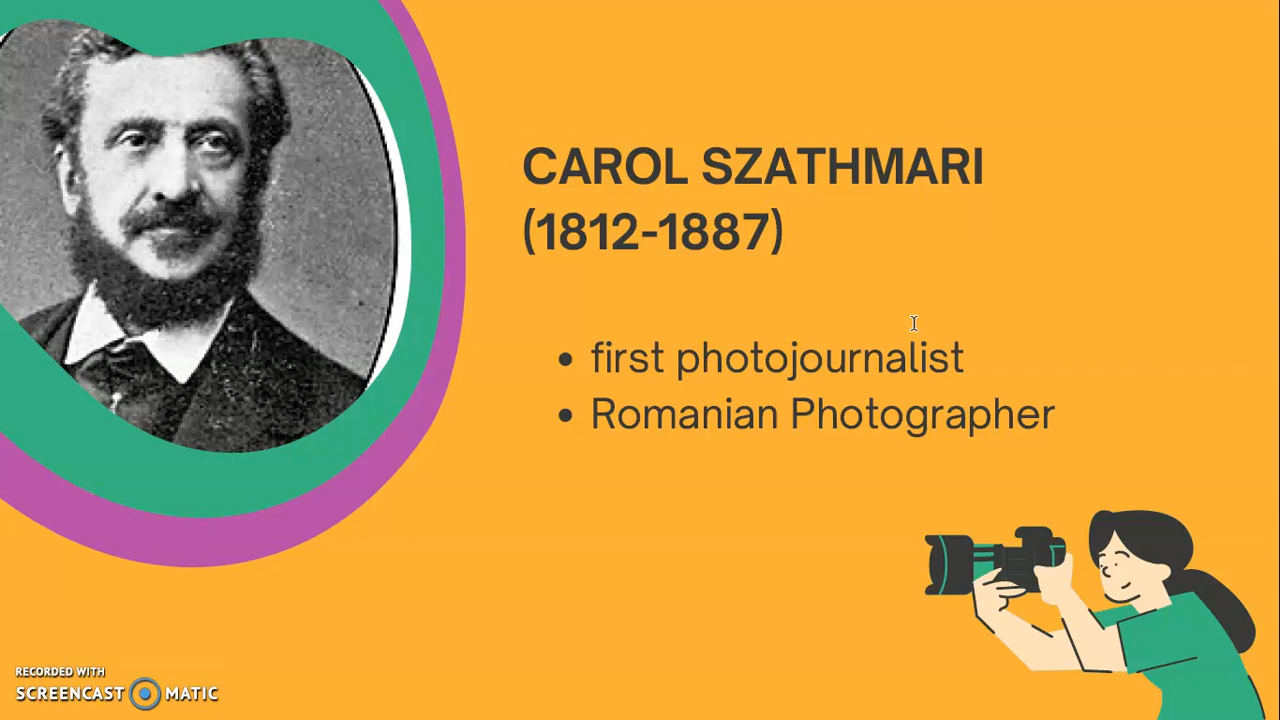 CAROL SZATHMARI
(1812-1887)
• first photojournalist
• Romanian Photographer
RECORDED WITH
SCREENCAST MATIC